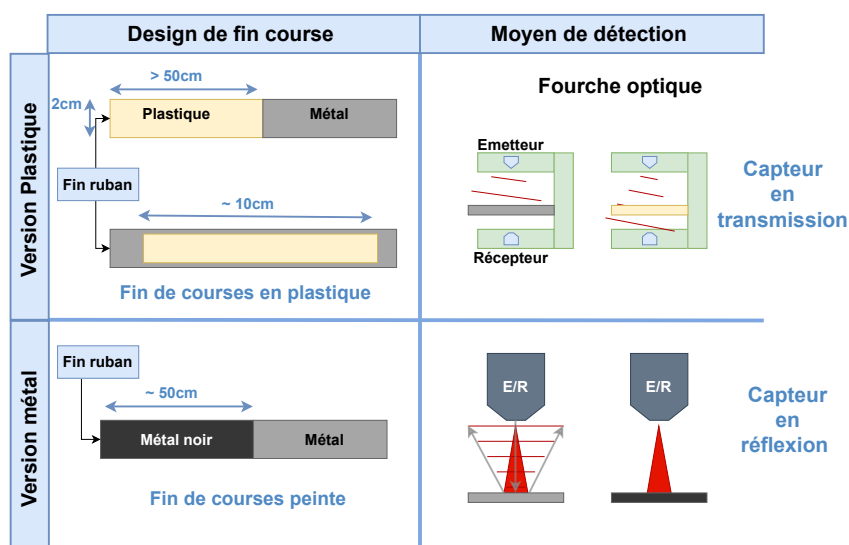 Design de fin course
Moyen de détection
Version Plastique
> 50cm
2cm
Plastique
Métal
Fin ruban
~ 10cm
Fin de courses en plastique
Fourche optique
Emetteur
Récepteur
Capteur
en
transmission
Version métal
Fin ruban
~ 50cm
Métal noir
Métal
Fin de courses peinte
E/R
E/R
Capteur
en
réflexion